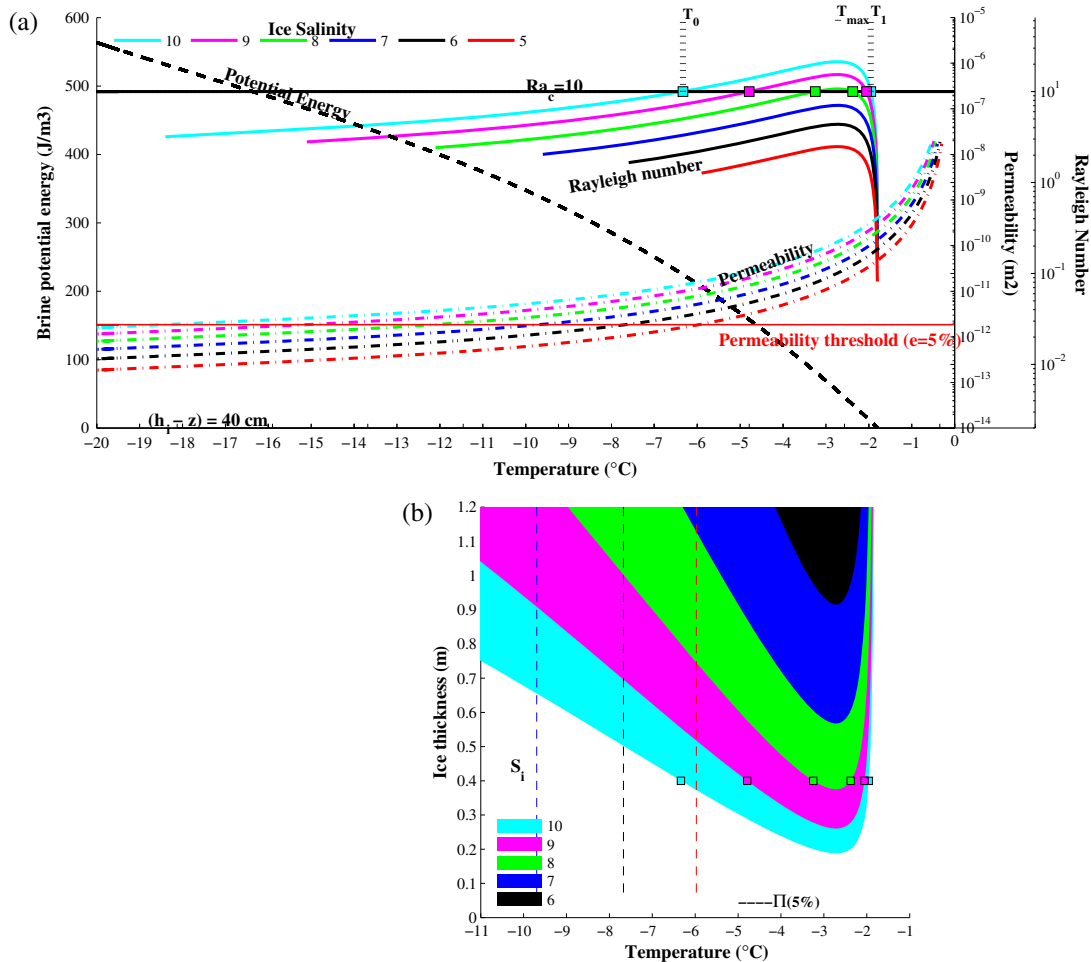 (a)
T0 Tmax T1
Ice Salinity
10 9 8 7 6 5
Potential Energy
Rac=10
Rayleigh number
Permeability
Permeability threshold (e=5%)
(hi − z) = 40 cm
Brine potential energy (J/m3)
600
500
400
300
200
100
0
Permeability (m2)
10−5
10−6
10−7
10−8
10−9
10−10
10−11
10−12
10−13
10−14
Rayleigh Number
101
100
10−1
10−2
−20 −19 −18 −17 −16 −15 −14 −13 −12 −11 −10 −9 −8 −7 −6 −5 −4 −3 −2 −1 0
Temperature (°C)
(b)
Ice thickness (m)
1.2
1.2
1
0.9
0.8
0.7
0.6
0.5
0.4
0.3
0.2
0.1
0
Si
10
9
8
7
6
----Π(5%)
−11 −10 −9 −8 −7 −6 −5 −4 −3 −2 −1
Temperature (°C)